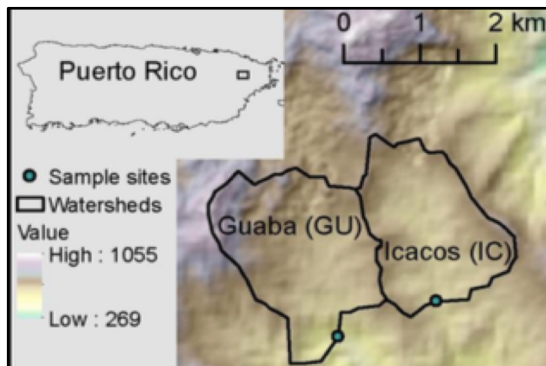 0 1 2 km
Puerto Rico
Sample sites
Watersheds
Value
High : 1055
Low : 269
Guaba (GU)
Icacos (IC)